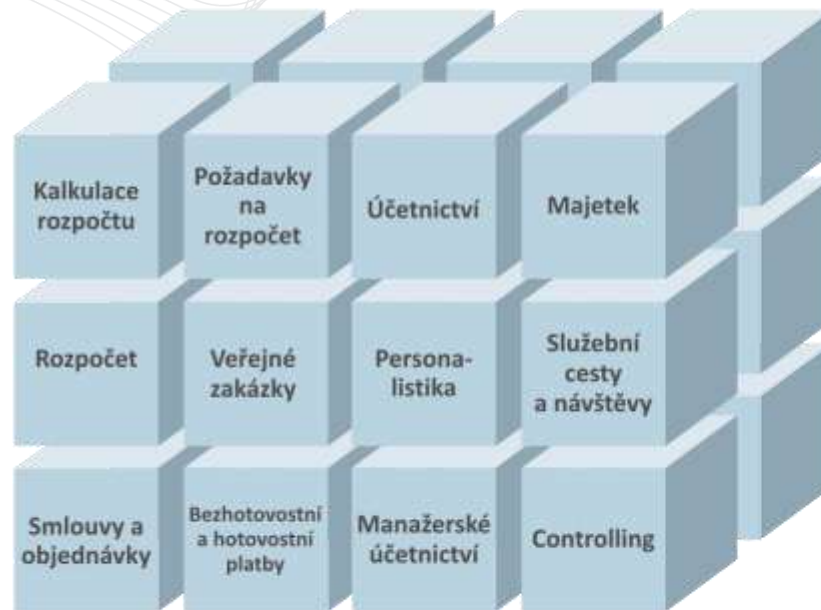 Kalkulace
rozpočtu
Požadavky
na
rozpočet
Účetnictví
Majetek
Rozpočet
Veřejné
zakázky
Persona-
listika
Služební
cesty
a návštěvy
Smlouvy a
objednávky
Bezhotovostní
a hotovostní
platby
Manažerské
účetnictví
Controlling